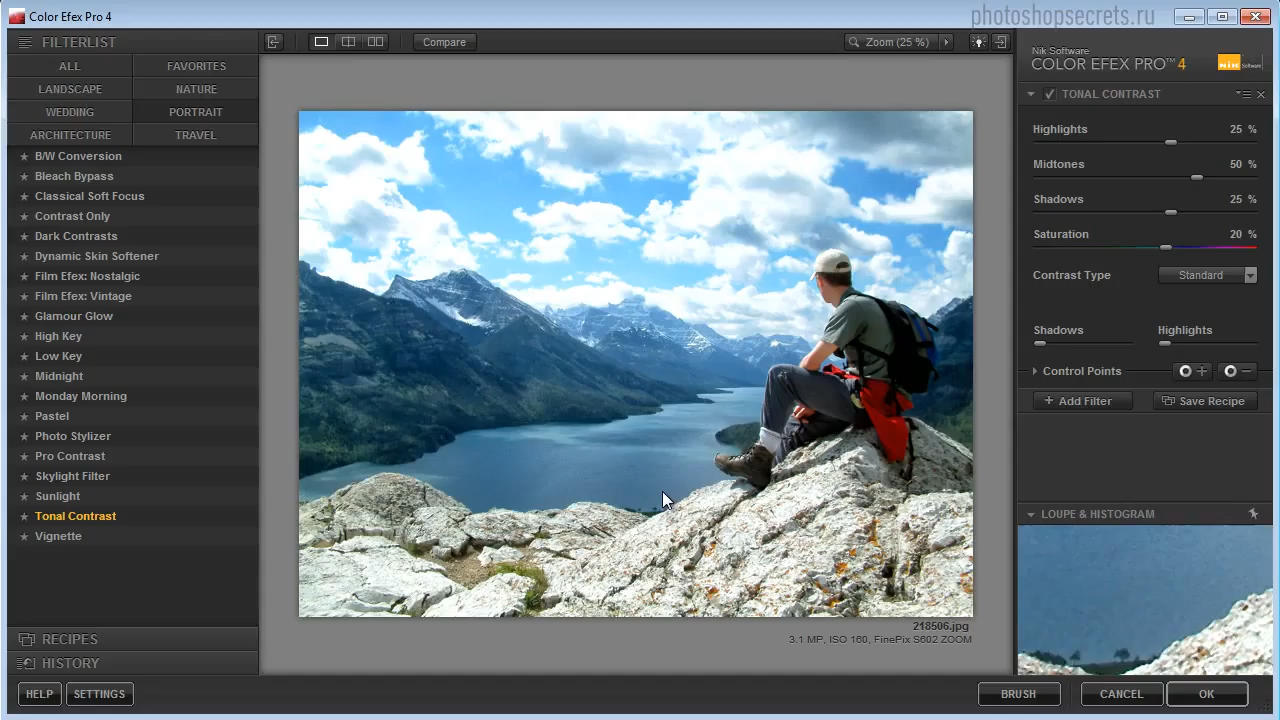 Color Efex Pro 4
photoshopsecrets.ru
FILTERLIST
ALL
FAVORITES
LANDSCAPE
NATURE
WEDDING
PORTRAIT
ARCHITECTURE
TRAVEL
B/W Conversion
Bleach Bypass
Classical Soft Focus
Contrast Only
Dark Contrasts
Dynamic Skin Softener
Film Efex: Nostalgic
Film Efex: Vintage
Glamour Glow
High Key
Low Key
Midnight
Monday Morning
Pastel
Photo Stylizer
Pro Contrast
Skylight Filter
Sunlight
Tonal Contrast
Vignette
RECIPES
HISTORY
HELP
SETTINGS
Compare
Zoom (25 %)
218506.jpg
3.1 MP, ISO 160, FinePix S602 ZOOM
Nik Software
COLOR EFEX PRO™ 4
nik Software
TONAL CONTRAST
Highlights 25 %
Midtones 50 %
Shadows 25 %
Saturation 20 %
Contrast Type Standard
Shadows Highlights
Control Points
Add Filter
Save Recipe
LOUPE & HISTOGRAM
BRUSH
CANCEL
OK